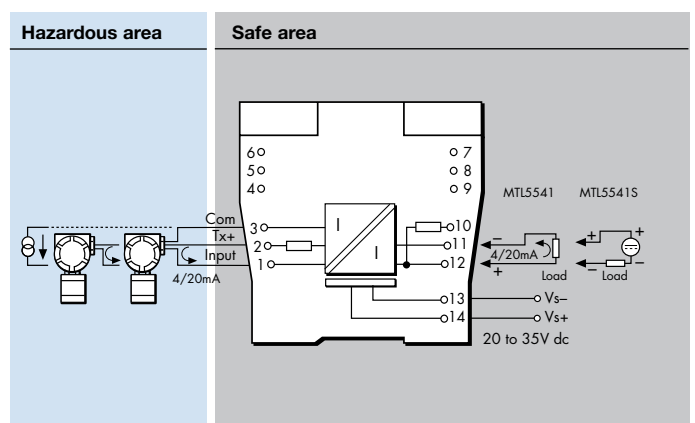 Hazardous area
Safe area
6
5
4
7
8
9
MTL5541
MTL5541S
Com
3
10
Tx+
2
11
Input
1
12
4/20mA
I
I
−
4/20mA
+
Load
+
+
−
−
Load
13
Vs−
14
Vs+
20 to 35V dc